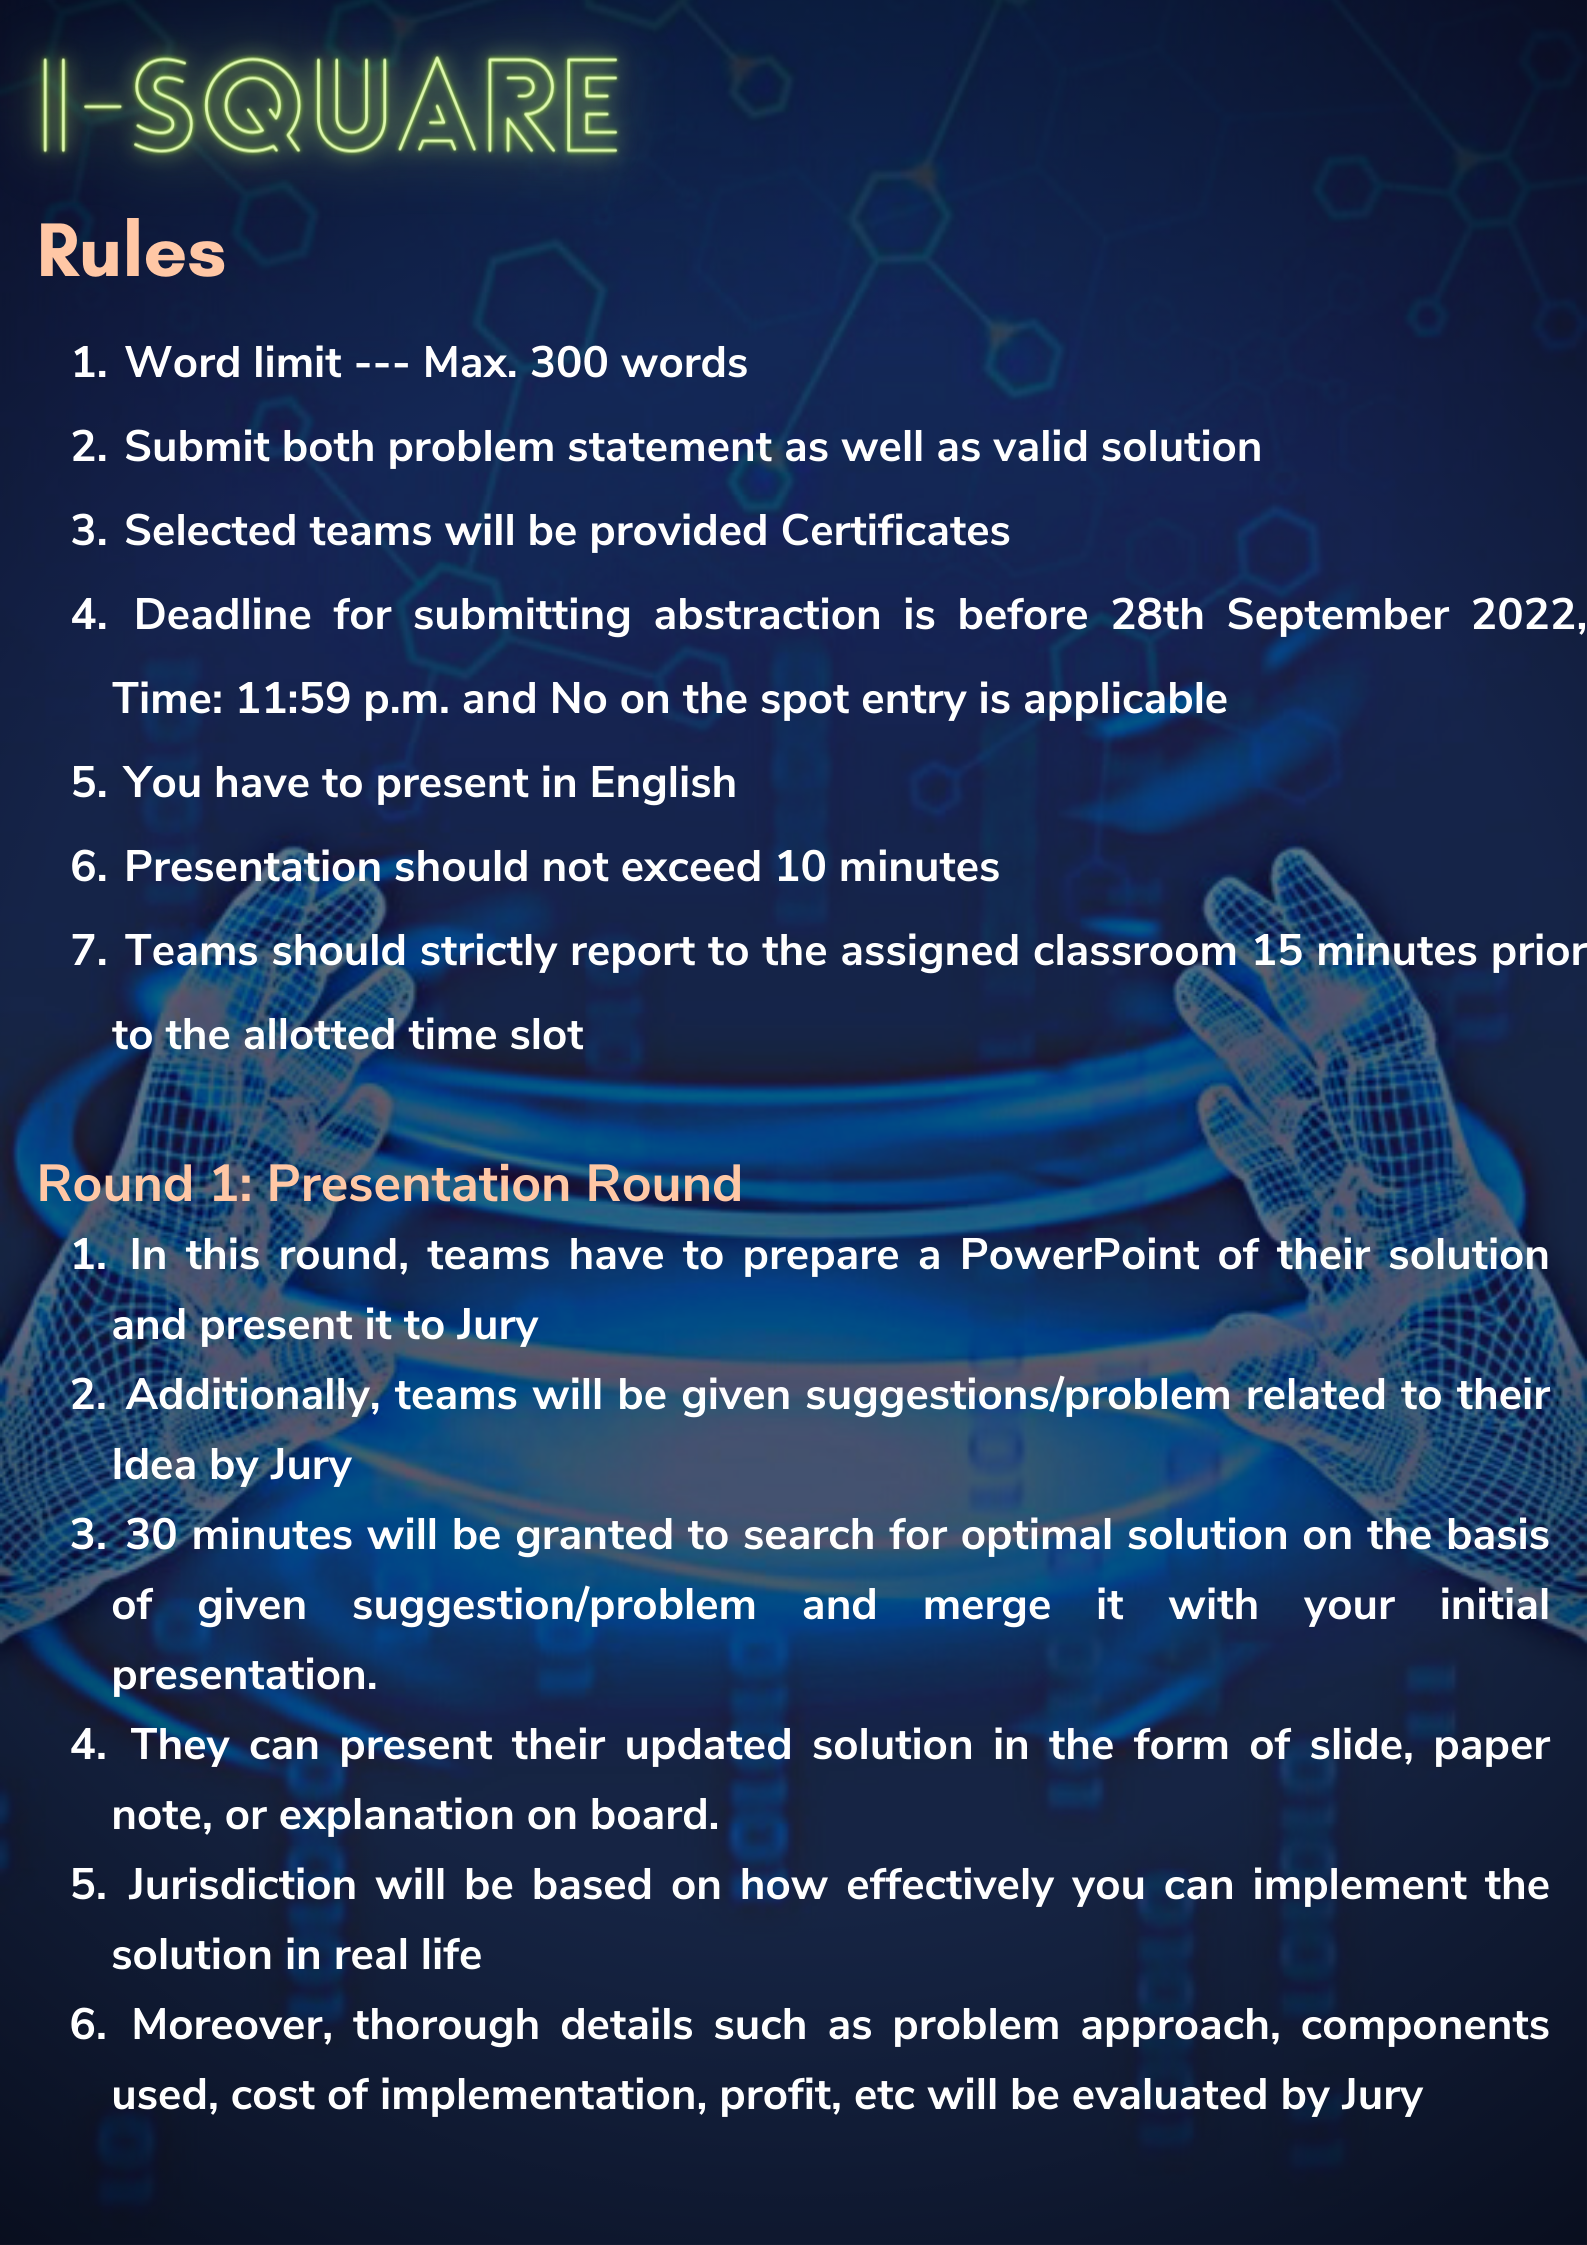 I-SQUARE
Rules
1. Word limit --- Max. 300 words
2. Submit both problem statement as well as valid solution
3. Selected teams will be provided Certificates
4. Deadline for submitting abstraction is before 28th September 2022,
Time: 11:59 p.m. and No on the spot entry is applicable
5. You have to present in English
6. Presentation should not exceed 10 minutes
7. Teams should strictly report to the assigned classroom 15 minutes prior
to the allotted time slot
Round 1: Presentation Round
1. In this round, teams have to prepare a PowerPoint of their solution
and present it to Jury
2. Additionally, teams will be given suggestions/problem related to their
Idea by Jury
3. 30 minutes will be granted to search for optimal solution on the basis
of given suggestion/problem and merge it with your initial
presentation.
4. They can present their updated solution in the form of slide, paper
note, or explanation on board.
5. Jurisdiction will be based on how effectively you can implement the
solution in real life
6. Moreover, thorough details such as problem approach, components
used, cost of implementation, profit, etc will be evaluated by Jury